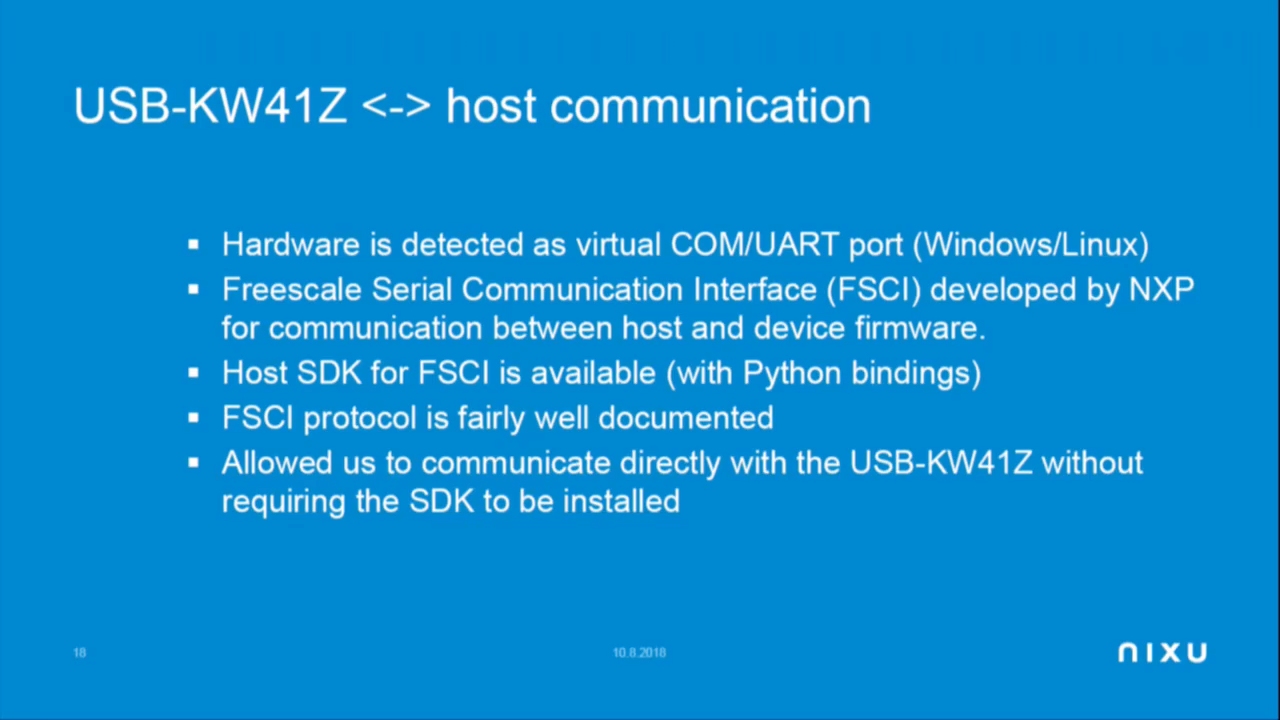 USB-KW41Z <-> host communication
▪ Hardware is detected as virtual COM/UART port (Windows/Linux)
▪ Freescale Serial Communication Interface (FSCI) developed by NXP
for communication between host and device firmware.
▪ Host SDK for FSCI is available (with Python bindings)
▪ FSCI protocol is fairly well documented
▪ Allowed us to communicate directly with the USB-KW41Z without
requiring the SDK to be installed
18
10.8.2018
nixu